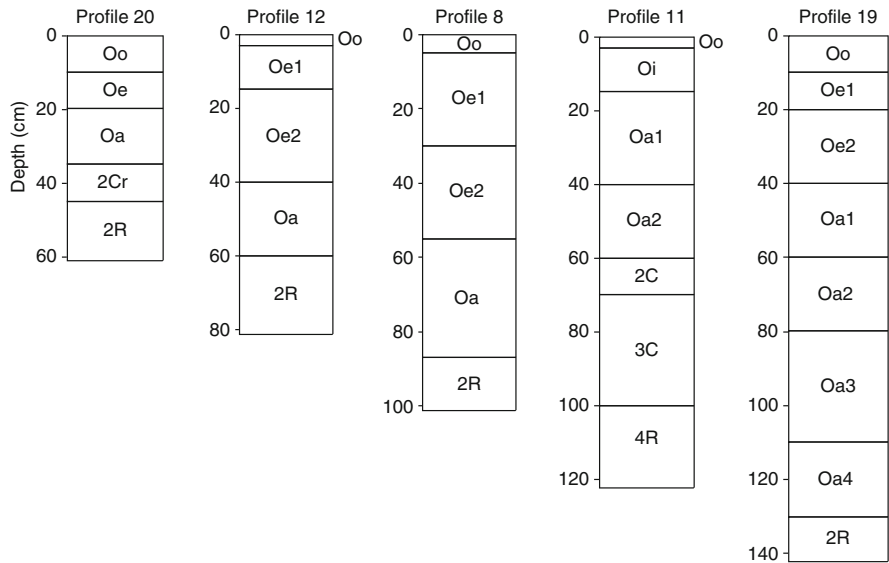 Profile 20
Profile 12
Profile 8
Profile 11
Profile 19
Depth (cm)
0
20
40
60
Oo
Oe
Oa
2Cr
2R
0
20
40
60
80
Oo
Oe1
Oe2
Oa
2R
0
20
40
60
80
100
Oo
Oe1
Oe2
Oa
2R
0
20
40
60
80
100
120
Oo
Oi
Oa1
Oa2
2C
3C
4R
0
20
40
60
80
100
120
140
Oo
Oe1
Oe2
Oa1
Oa2
Oa3
Oa4
2R